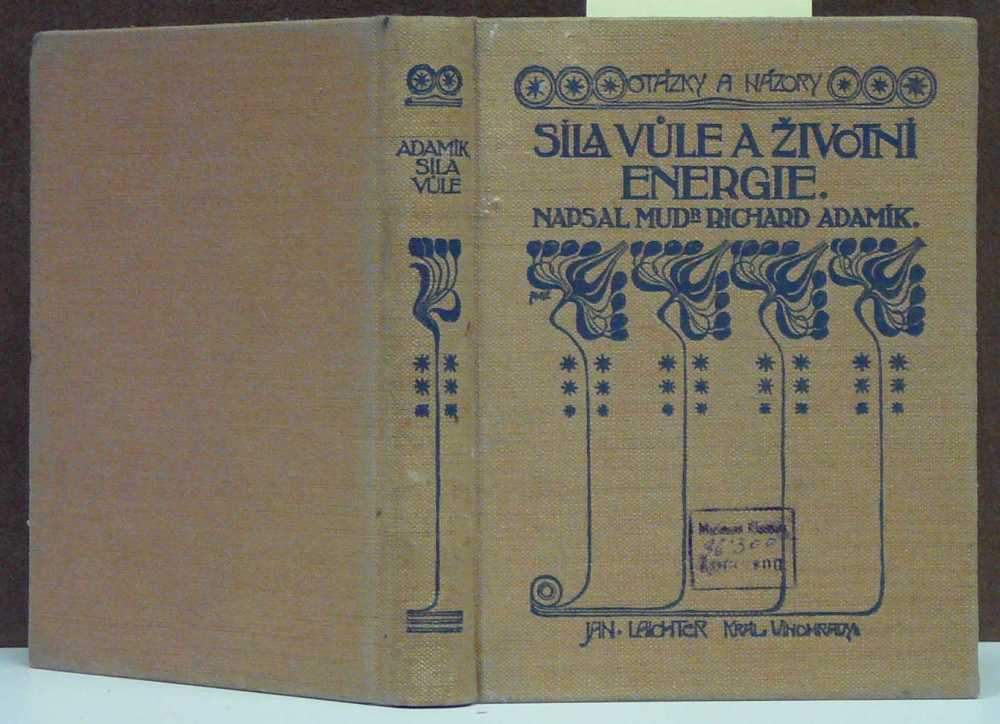 ADAMÍK
SÍLA
VŮLE
OTÁZKY A NÁZORY
SÍLA VŮLE A ŽIVOTNÍ
ENERGIE.
NAPSAL MUDR RICHARD ADAMÍK.
JAN LAICHTER KRÁL. VINOHRADY.